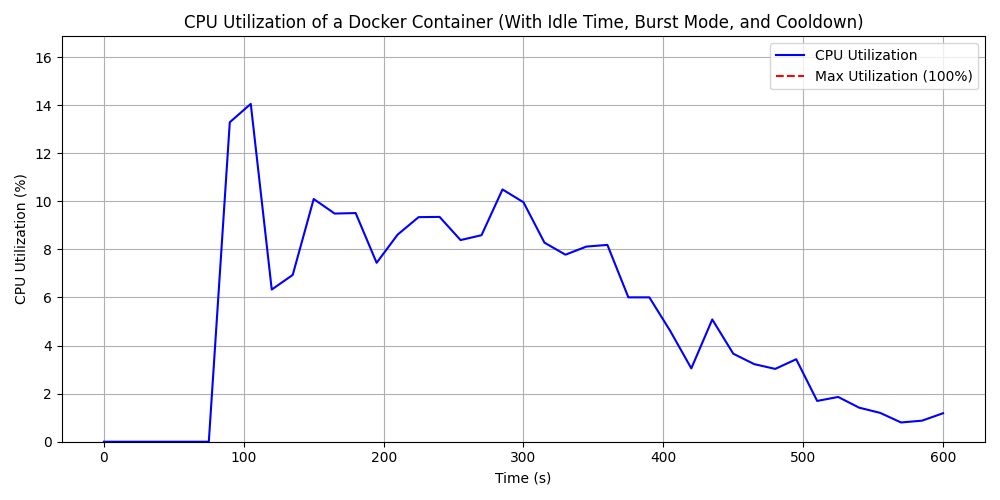 CPU Utilization of a Docker Container (With Idle Time, Burst Mode, and Cooldown)
CPU Utilization
Max Utilization (100%)
CPU Utilization (%)
16
14
12
10
8
6
4
2
0
0 100 200 300 400 500 600
Time (s)